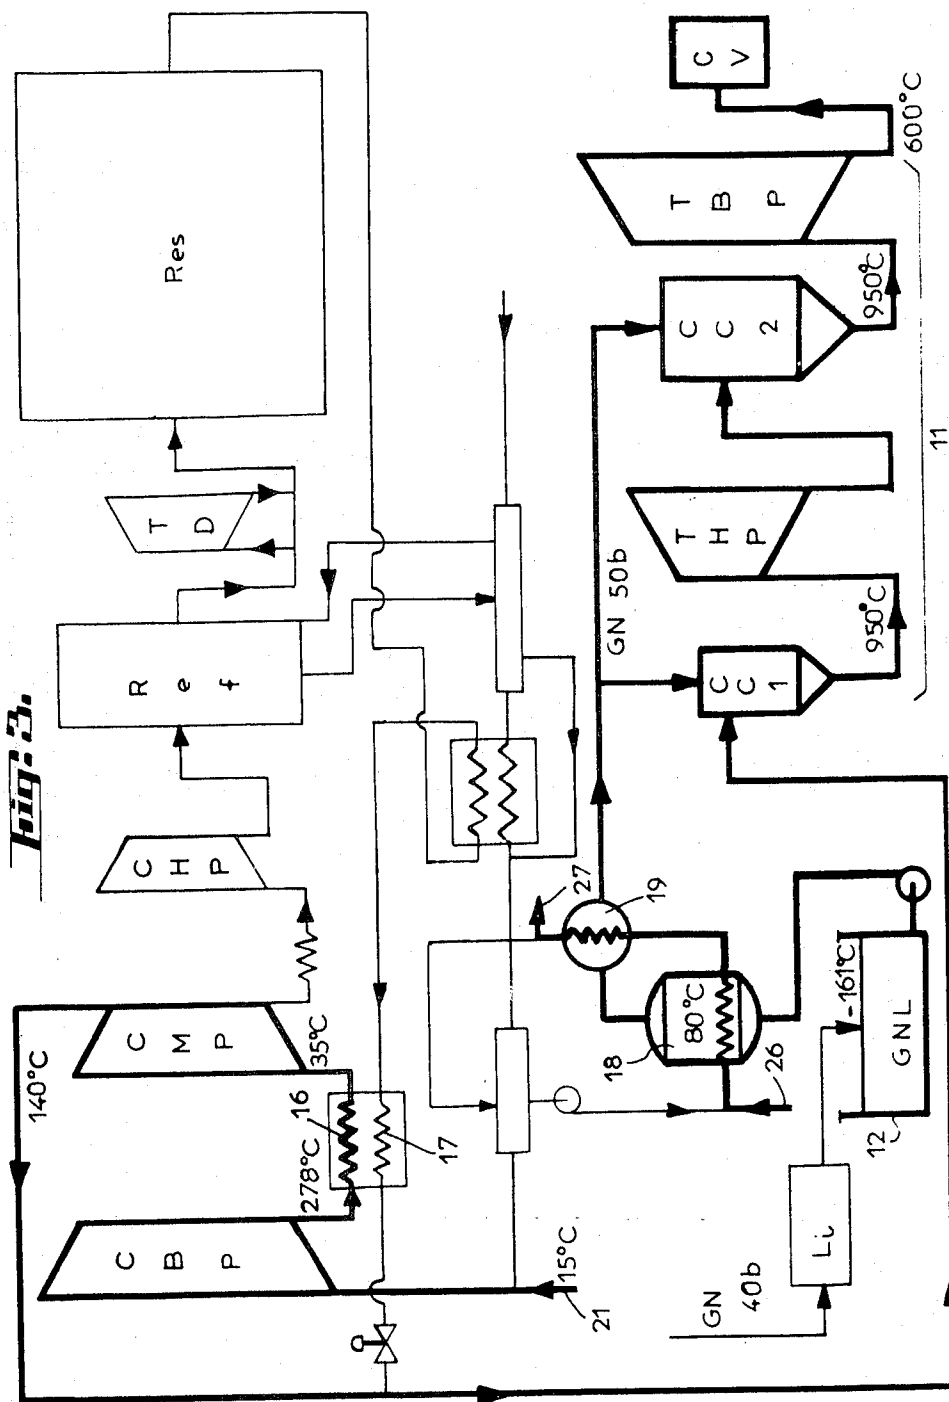 Fig:3.
Res
T D
Ref
C H P
C M P
C B P
140°C
35°C
16
278°C
17
15°C
21
GN 40b
Li
-161°C
GNL
12
26
18
80°C
19
27
GN 50b
C C 1
950°C
T H P
C C 2
950°C
T B P
600°C
C V
11